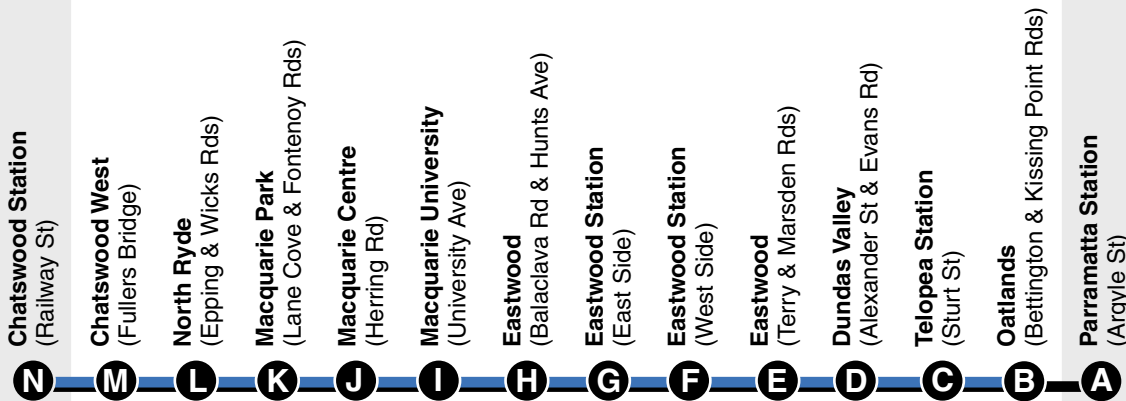 Chatswood Station
(Railway St)
Chatswood West
(Fullers Bridge)
North Ryde
(Epping & Wicks Rds)
Macquarie Park
(Lane Cove & Fontenoy Rds)
Macquarie Centre
(Herring Rd)
Macquarie University
(University Ave)
Eastwood
(Balaclava Rd & Hunts Ave)
Eastwood Station
(East Side)
Eastwood Station
(West Side)
Eastwood
(Terry & Marsden Rds)
Dundas Valley
(Alexander St & Evans Rd)
Telopea Station
(Sturt St)
Oatlands
(Bettington & Kissing Point Rds)
Parramatta Station
(Argyle St)
N M L K J I H G F E D C B A